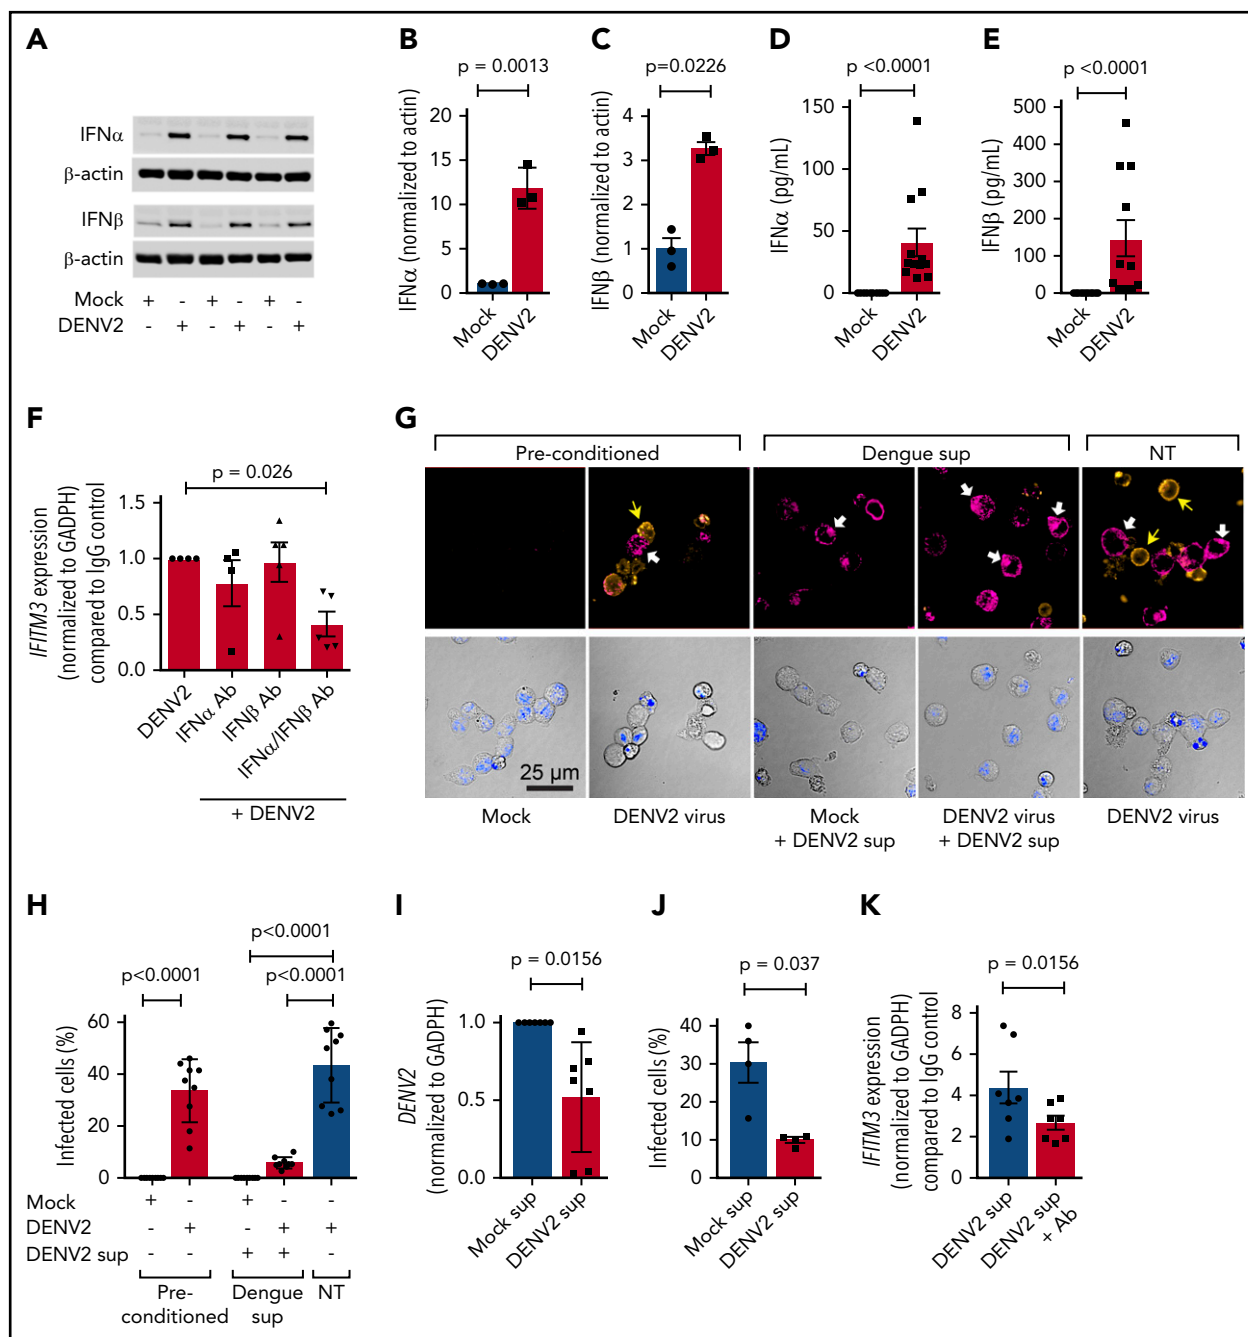 A
IFNα
β-actin
IFNβ
β-actin
Mock + - + - + -
DENV2 - + - + - +
B
p = 0.0013
IFNα (normalized to actin)
20
15
10
5
0
Mock
DENV2
C
p=0.0226
IFNβ (normalized to actin)
4
3
2
1
0
Mock
DENV2
D
p <0.0001
IFNα (pg/mL)
150
100
50
0
Mock
DENV2
E
p <0.0001
IFNβ (pg/mL)
500
400
300
200
100
0
Mock
DENV2
F
p = 0.026
IFITM3 expression
(normalized to GADPH)
compared to IgG control
1.5
1.0
0.5
0.0
DENV2
IFNα Ab
IFNβ Ab
IFNα/IFNβ Ab
+ DENV2
G
Pre-conditioned
Dengue sup
NT
25 µm
Mock
DENV2 virus
Mock
+ DENV2 sup
DENV2 virus
+ DENV2 sup
DENV2 virus
H
p<0.0001
p<0.0001
p<0.0001
Infected cells (%)
60
40
20
0
Mock + - + - -
DENV2 - + - + +
DENV2 sup - - + + -
Pre-
conditioned
Dengue
sup
NT
I
p = 0.0156
DENV2
(normalized to GADPH)
1.0
0.5
0.0
Mock sup
DENV2 sup
J
p = 0.037
Infected cells (%)
40
30
20
10
0
Mock sup
DENV2 sup
K
p = 0.0156
IFITM3 expression
(normalized to GADPH)
compared to IgG control
8
6
4
2
0
DENV2 sup
DENV2 sup
+ Ab